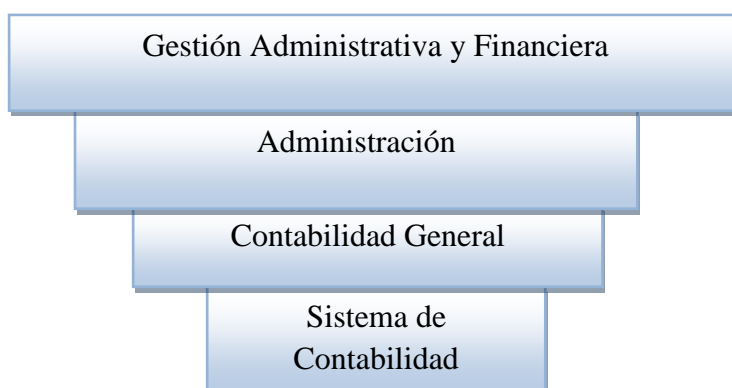 Gestión Administrativa y Financiera
Administración
Contabilidad General
Sistema de
Contabilidad